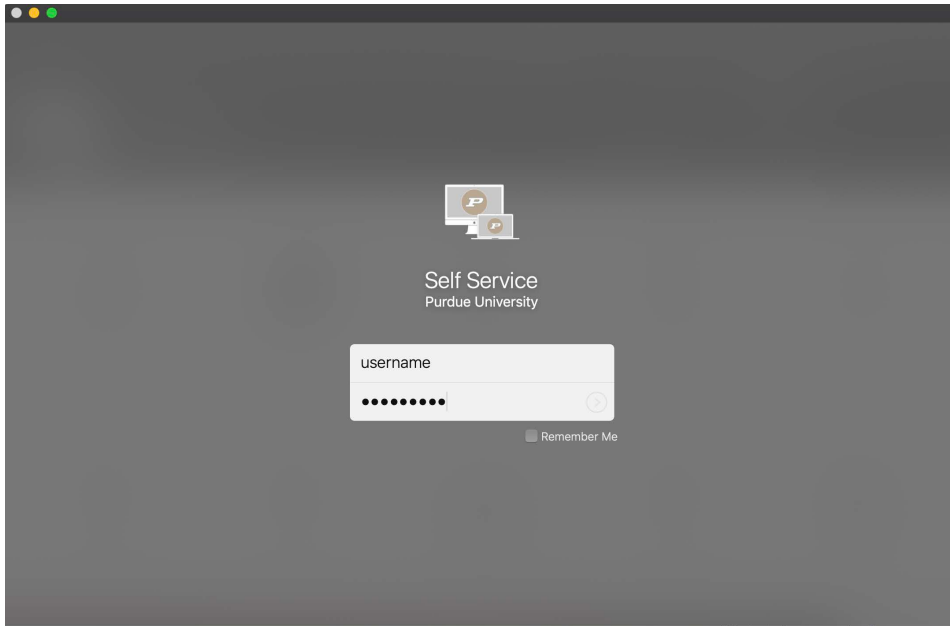 P
P
Self Service
Purdue University
username
•••••••••
Remember Me